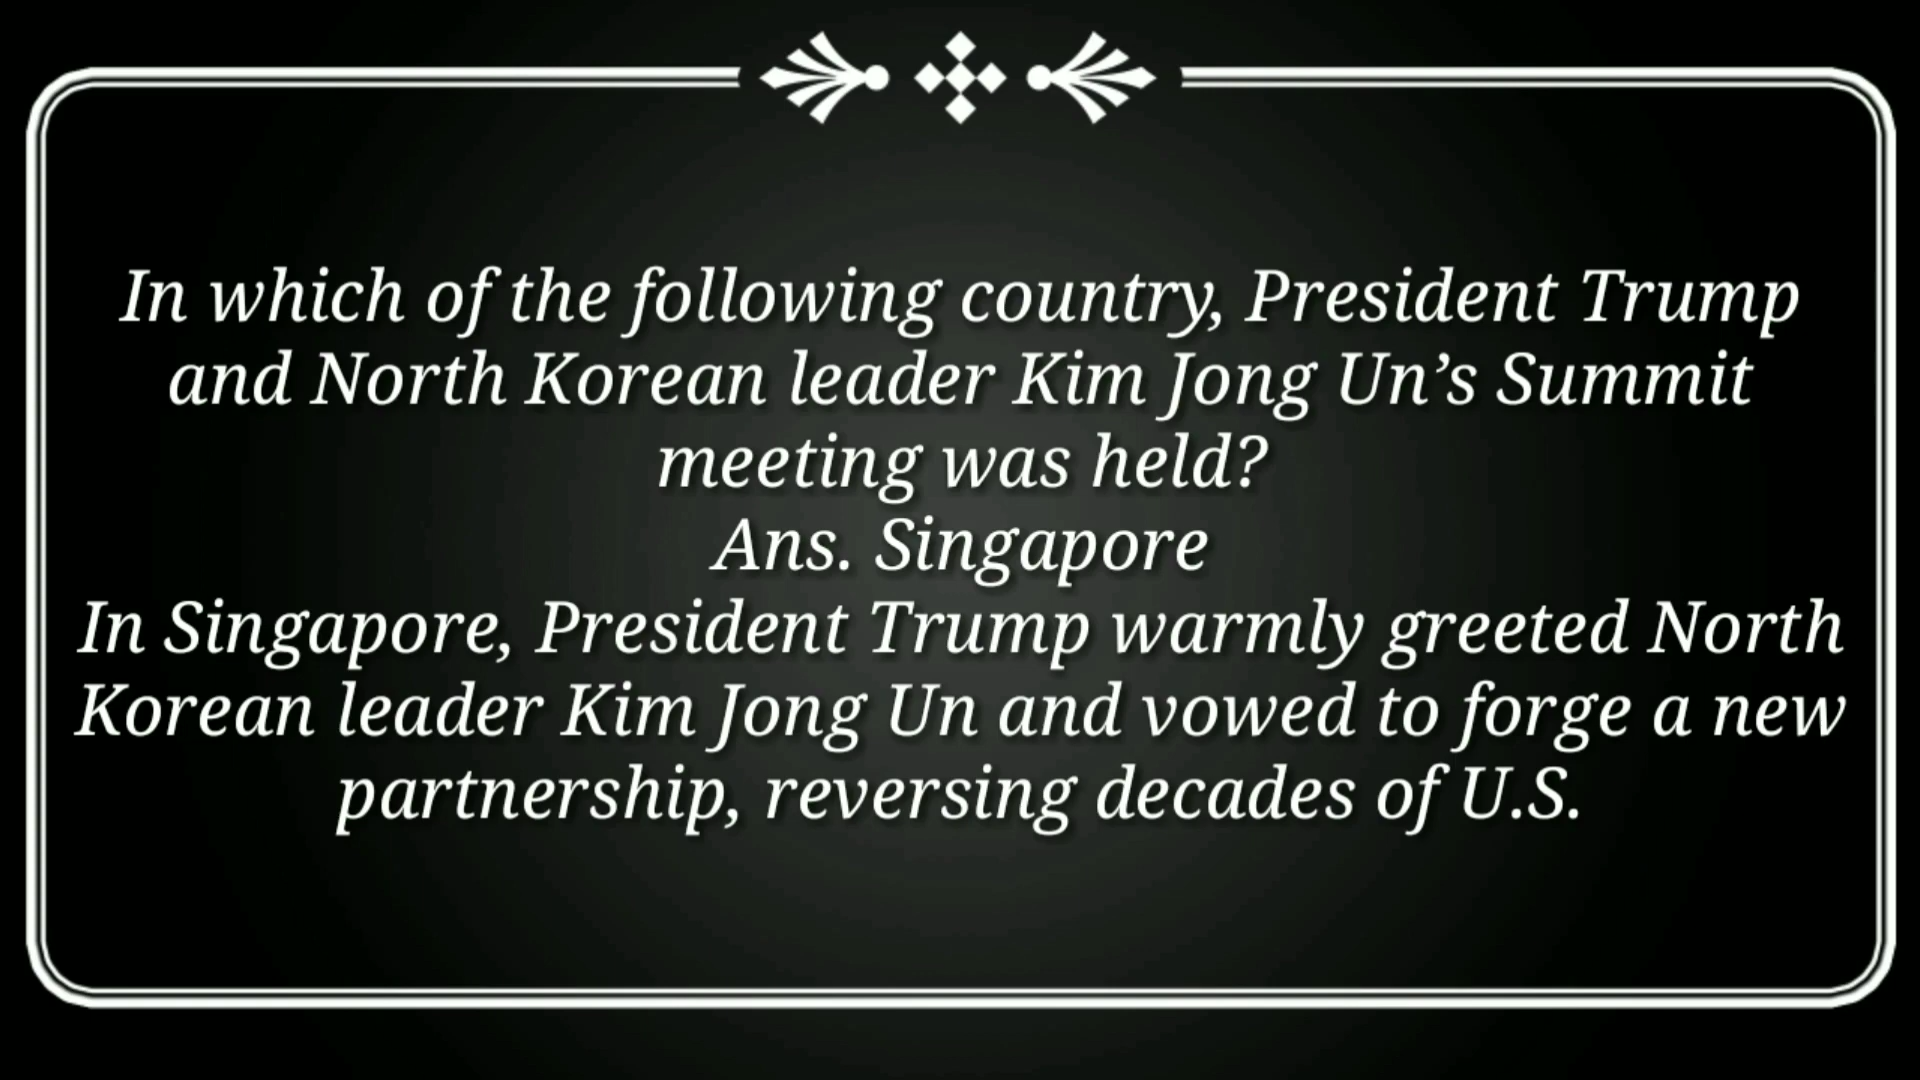 In which of the following country, President Trump
and North Korean leader Kim Jong Un’s Summit
meeting was held?
Ans. Singapore
In Singapore, President Trump warmly greeted North
Korean leader Kim Jong Un and vowed to forge a new
partnership, reversing decades of U.S.